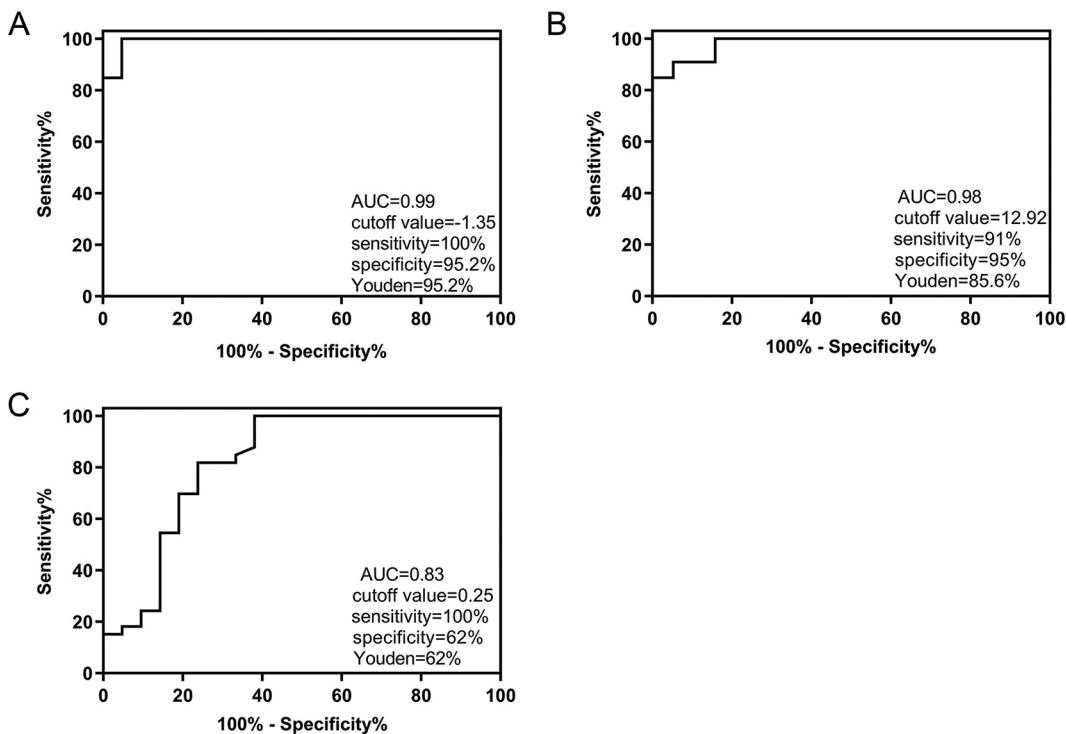 A
100
80
60
40
20
0
Sensitivity%
AUC=0.99
cutoff value=-1.35
sensitivity=100%
specificity=95.2%
Youden=95.2%
0 20 40 60 80 100
100% - Specificity%
B
100
80
60
40
20
0
Sensitivity%
AUC=0.98
cutoff value=12.92
sensitivity=91%
specificity=95%
Youden=85.6%
0 20 40 60 80 100
100% - Specificity%
C
100
80
60
40
20
0
Sensitivity%
AUC=0.83
cutoff value=0.25
sensitivity=100%
specificity=62%
Youden=62%
0 20 40 60 80 100
100% - Specificity%